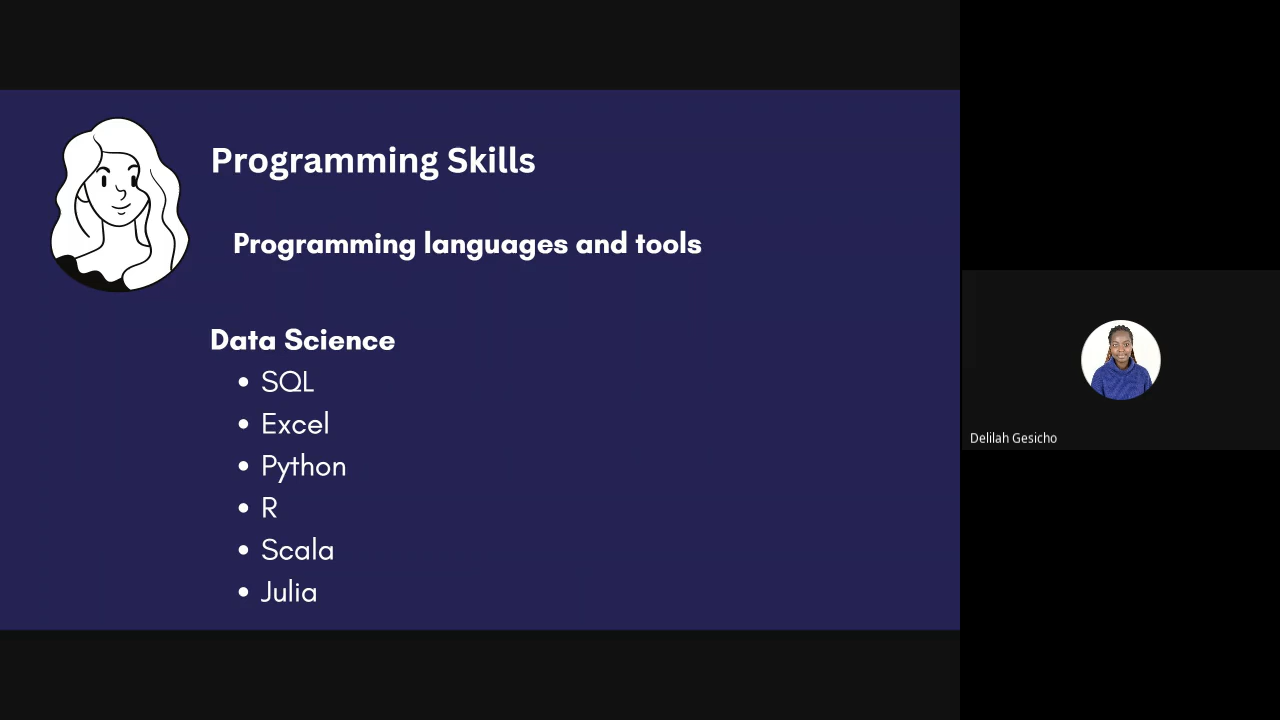 Programming Skills
Programming languages and tools
Data Science
• SQL
• Excel
• Python
• R
• Scala
• Julia
Delilah Gesicho